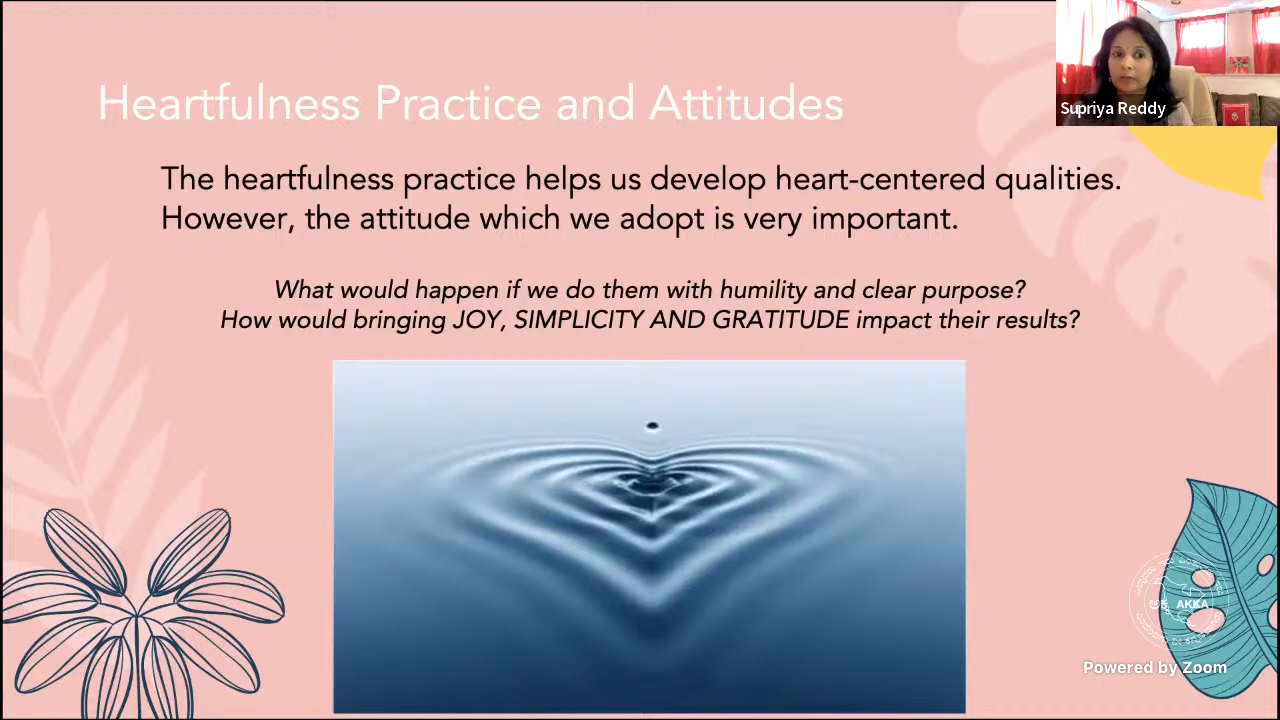 Heartfulness Practice and Attitudes
Supriya Reddy
The heartfulness practice helps us develop heart-centered qualities.
However, the attitude which we adopt is very important.
What would happen if we do them with humility and clear purpose?
How would bringing JOY, SIMPLICITY AND GRATITUDE impact their results?
ಅಕ್ಕ AKKA
Powered by Zoom